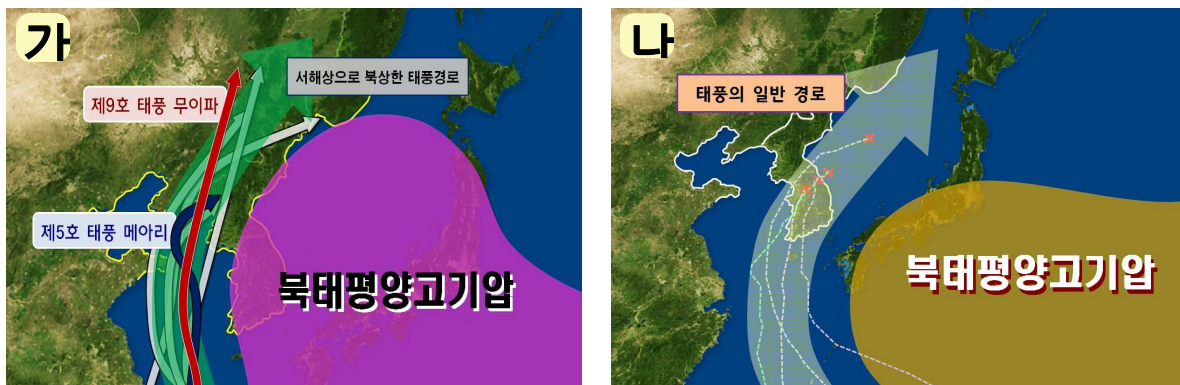 가
서해상으로 북상한 태풍경로
제9호 태풍 무이파
제5호 태풍 메아리
북태평양고기압
나
태풍의 일반 경로
북태평양고기압